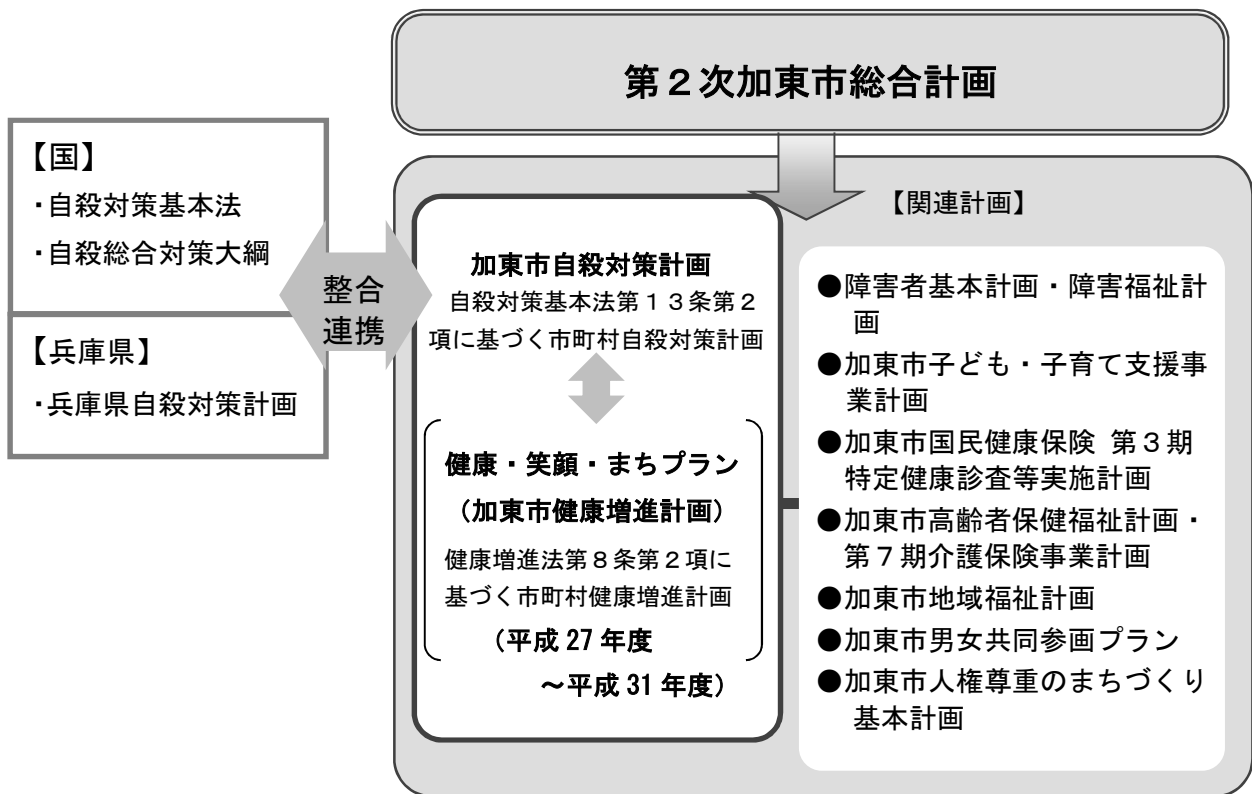 第２次加東市総合計画
【国】
・自殺対策基本法
・自殺総合対策大綱
【兵庫県】
・兵庫県自殺対策計画
整合
連携
加東市自殺対策計画
自殺対策基本法第１３条第２
項に基づく市町村自殺対策計画
健康・笑顔・まちプラン
（加東市健康増進計画）
健康増進法第８条第２項に
基づく市町村健康増進計画
（平成 27 年度
～平成 31 年度）
【関連計画】
●障害者基本計画・障害福祉計
画
●加東市子ども・子育て支援事
業計画
●加東市国民健康保険 第３期
特定健康診査等実施計画
●加東市高齢者保健福祉計画・
第７期介護保険事業計画
●加東市地域福祉計画
●加東市男女共同参画プラン
●加東市人権尊重のまちづくり
基本計画